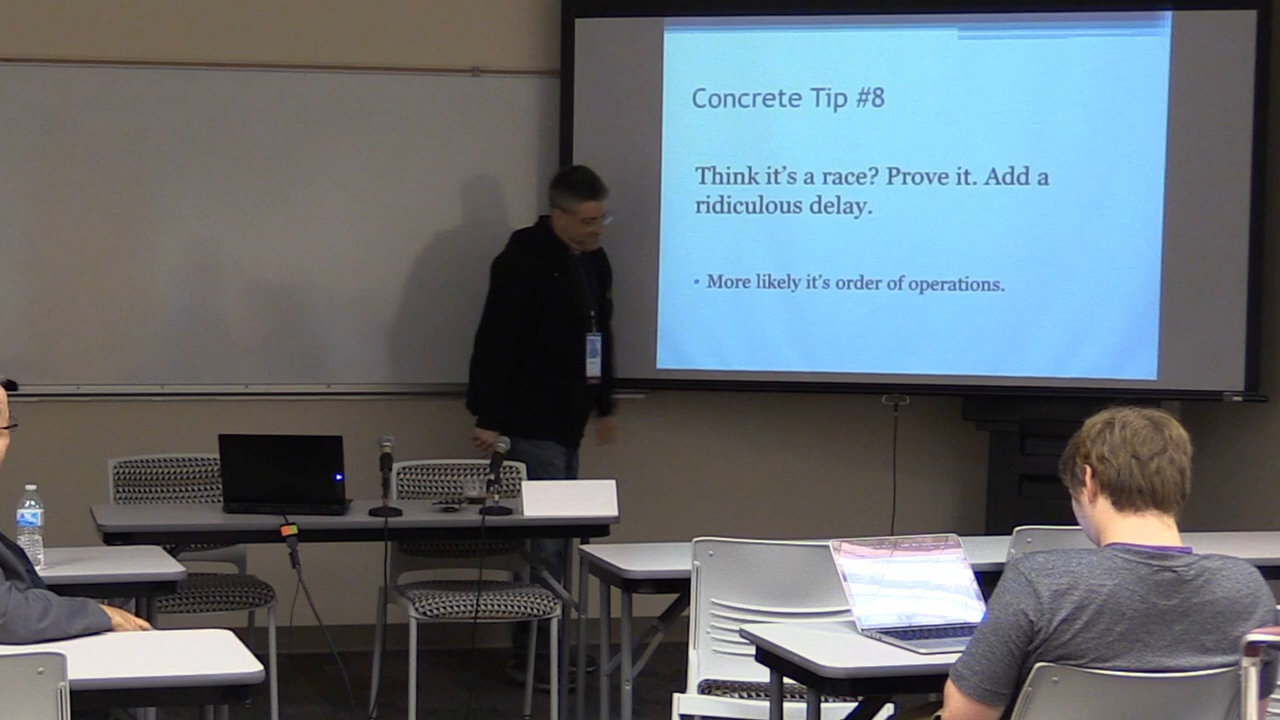 Concrete Tip #8
Think it's a race? Prove it. Add a
ridiculous delay.
• More likely it's order of operations.